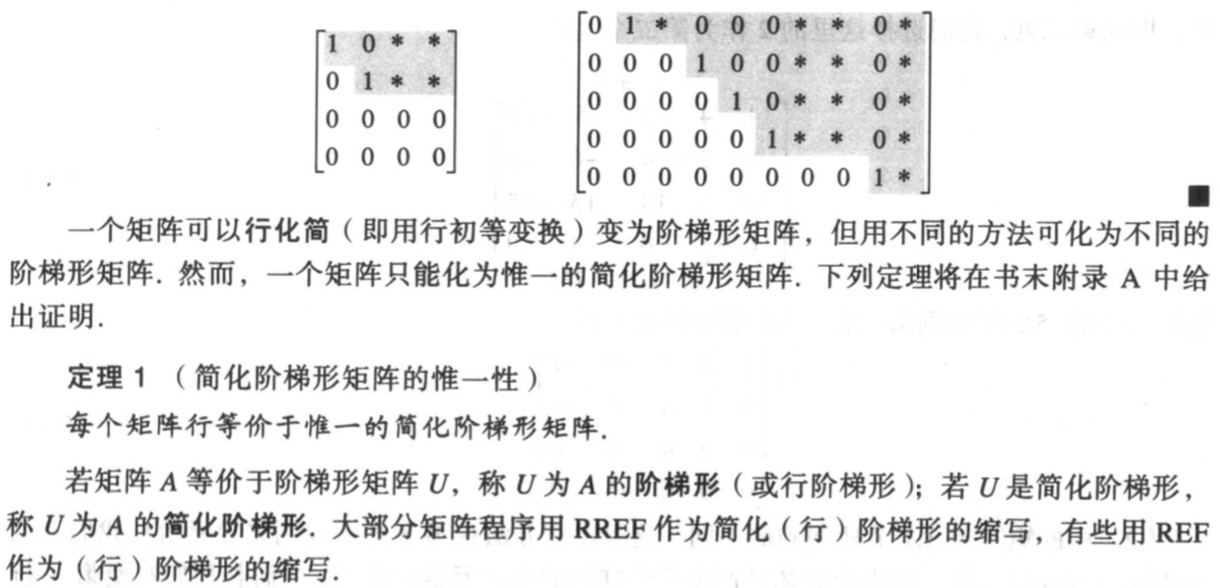 1 0 * *
0 1 * *
0 0 0 0
0 0 0 0
0 1 * 0 0 0 * * 0 *
0 0 0 1 0 0 * * 0 *
0 0 0 0 1 0 * * 0 *
0 0 0 0 0 1 * * 0 *
0 0 0 0 0 0 0 0 1 *
一个矩阵可以行化简（即用行初等变换）变为阶梯形矩阵，但用不同的方法可化为不同的
阶梯形矩阵. 然而，一个矩阵只能化为惟一的简化阶梯形矩阵. 下列定理将在书末附录 A 中给
出证明.
定理 1 （简化阶梯形矩阵的惟一性）
每个矩阵行等价于惟一的简化阶梯形矩阵.
若矩阵 A 等价于阶梯形矩阵 U，称 U 为 A 的阶梯形（或行阶梯形）；若 U 是简化阶梯形，
称 U 为 A 的简化阶梯形. 大部分矩阵程序用 RREF 作为简化（行）阶梯形的缩写，有些用 REF
作为（行）阶梯形的缩写.